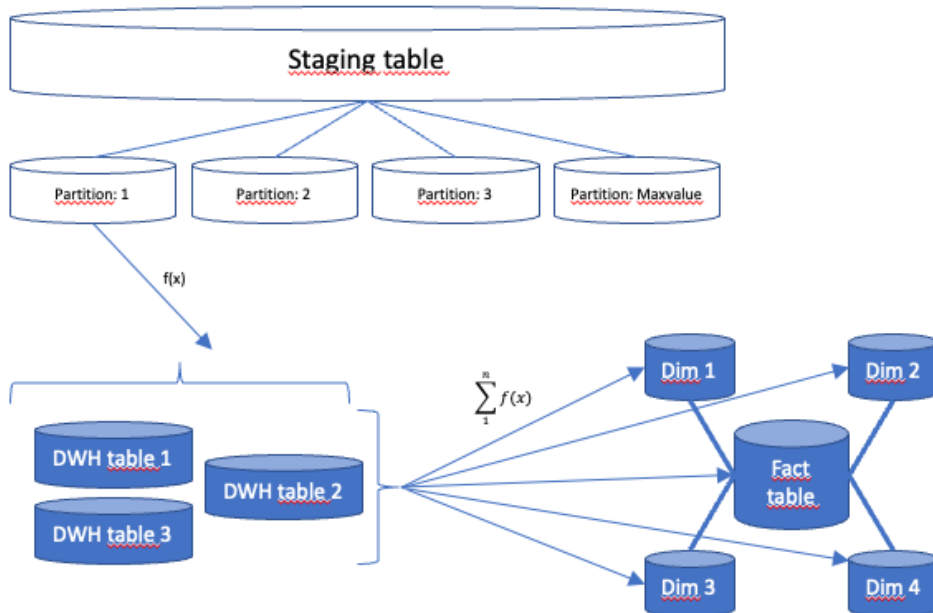 Staging table
Partition: 1
Partition: 2
Partition: 3
Partition: Maxvalue
f(x)
n
∑ f(x)
1
Dim 1
Dim 2
DWH table 1
DWH table 2
DWH table 3
Fact
table
Dim 3
Dim 4